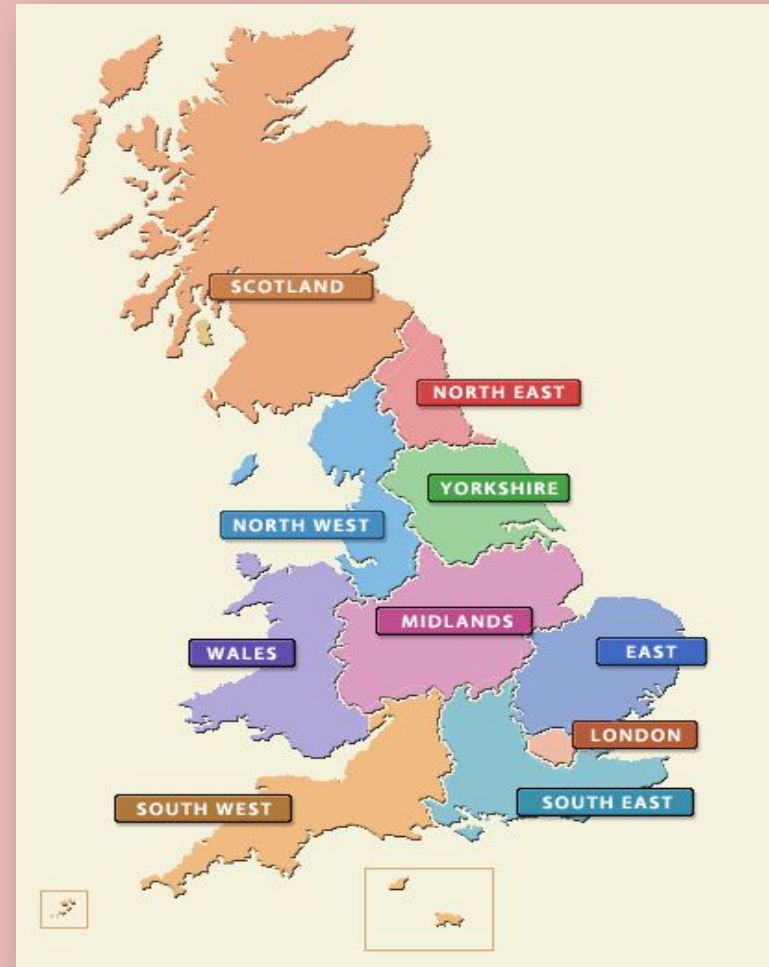 SCOTLAND
NORTH EAST
YORKSHIRE
NORTH WEST
MIDLANDS
WALES
EAST
LONDON
SOUTH EAST
SOUTH WEST